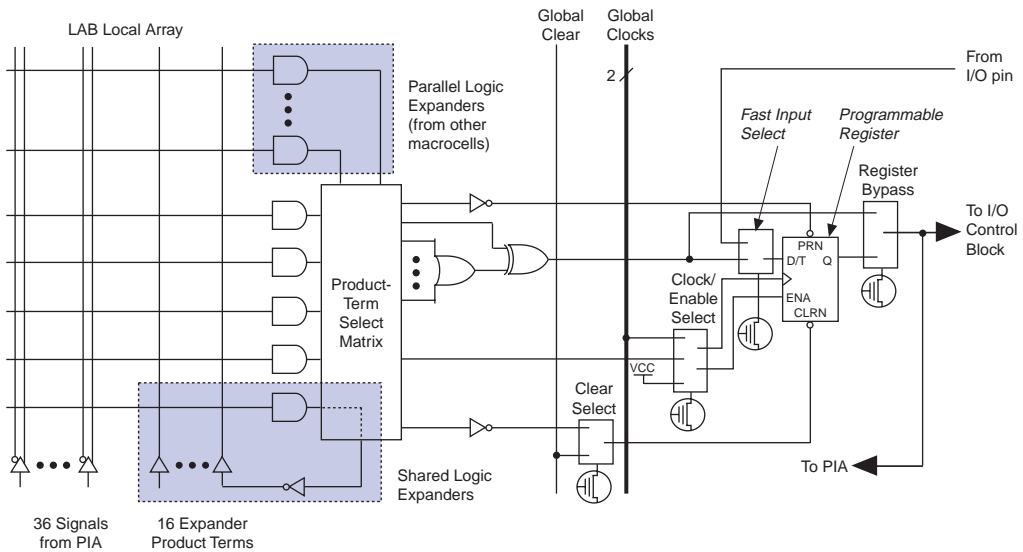 LAB Local Array
Global
Clear
Global
Clocks
2
From
I/O pin
Parallel Logic
Expanders
(from other
macrocells)
Fast Input
Select
Programmable
Register
Register
Bypass
To I/O
Control
Block
PRN
D/T Q
ENA
CLRN
Clock/
Enable
Select
Product-
Term
Select
Matrix
VCC
Clear
Select
To PIA
Shared Logic
Expanders
36 Signals
from PIA
16 Expander
Product Terms